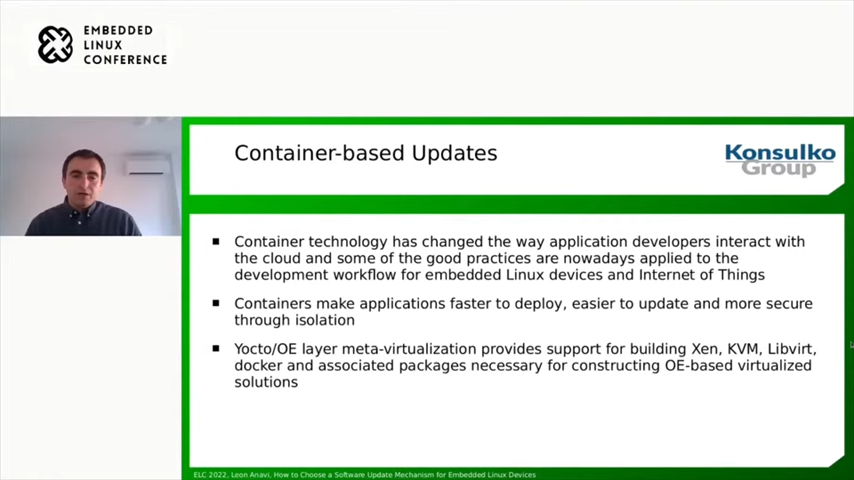 EMBEDDED
LINUX
CONFERENCE
Container-based Updates
Konsulko
Group
Container technology has changed the way application developers interact with
the cloud and some of the good practices are nowadays applied to the
development workflow for embedded Linux devices and Internet of Things
Containers make applications faster to deploy, easier to update and more secure
through isolation
Yocto/OE layer meta-virtualization provides support for building Xen, KVM, Libvirt,
docker and associated packages necessary for constructing OE-based virtualized
solutions
ELC 2022, Leon Anavi, How to Choose a Software Update Mechanism for Embedded Linux Devices